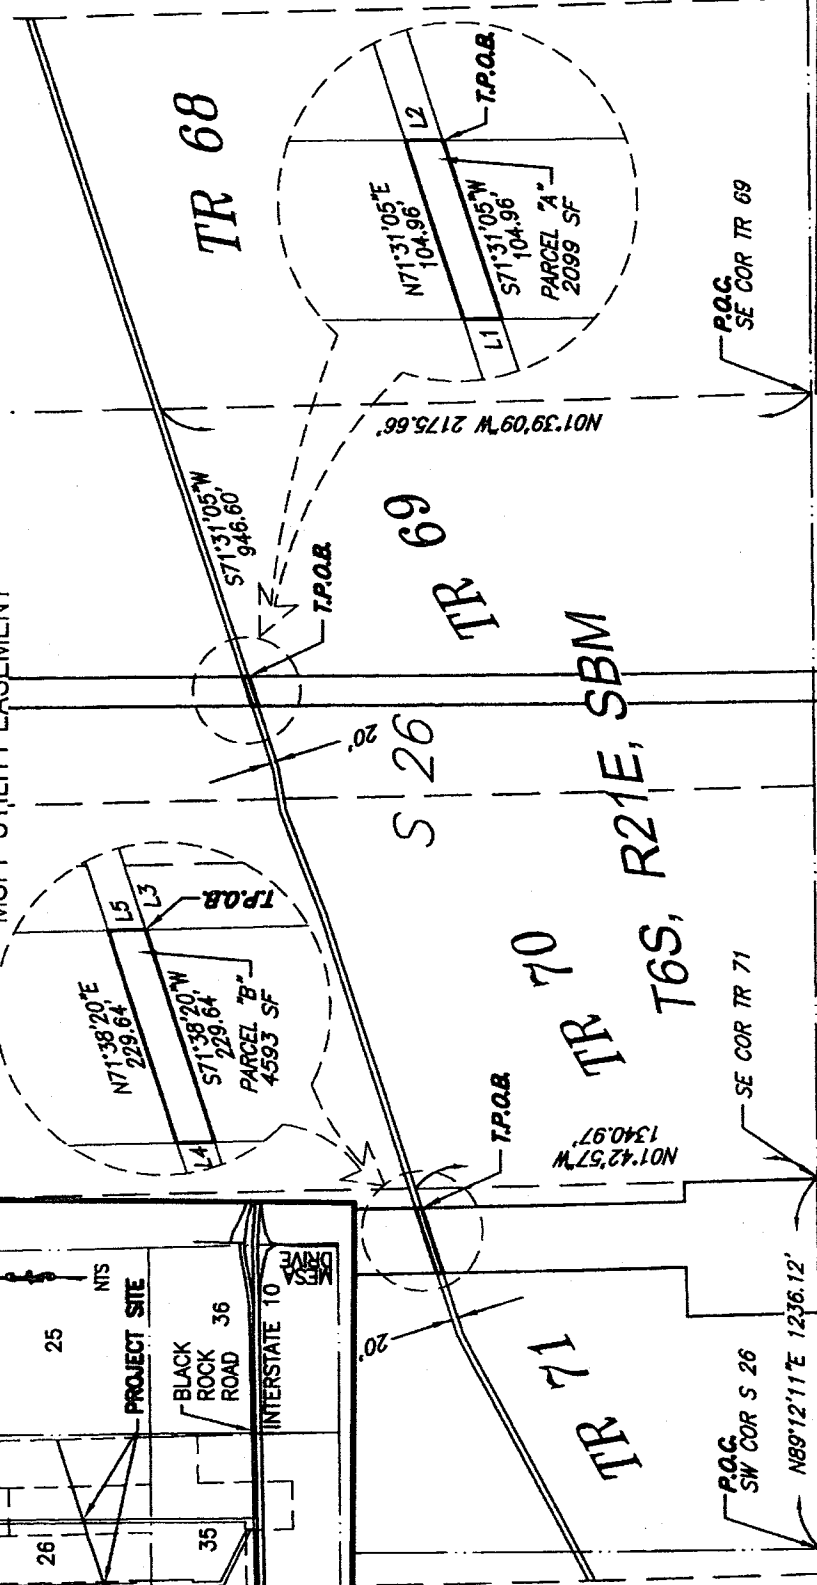 UTILITY EASEMENT
TR 68
N71°31'05"E
104.96'
L2
T.P.O.B.
S71°31'05"W
104.96'
L1
PARCEL "A"
2099 SF
P.O.C.
SE COR TR 69
N01°39'09"W 2175.66'
S71°31'05"W
946.60'
T.P.O.B.
TR 69
S 26
20'
T6S, R21E, SBM
N71°38'20"E
229.64'
L5
L3
T.P.O.B.
S71°38'20"W
229.64'
L4
PARCEL "B"
4593 SF
TR 70
SE COR TR 71
T.P.O.B.
N01°42'57"W
1340.97'
20'
TR 71
P.O.C.
SW COR S 26
N89°12'11"E 1236.12'
25
NTS
PROJECT SITE
BLACK
ROCK
ROAD
36
INTERSTATE 10
MESA
DRIVE
26
35